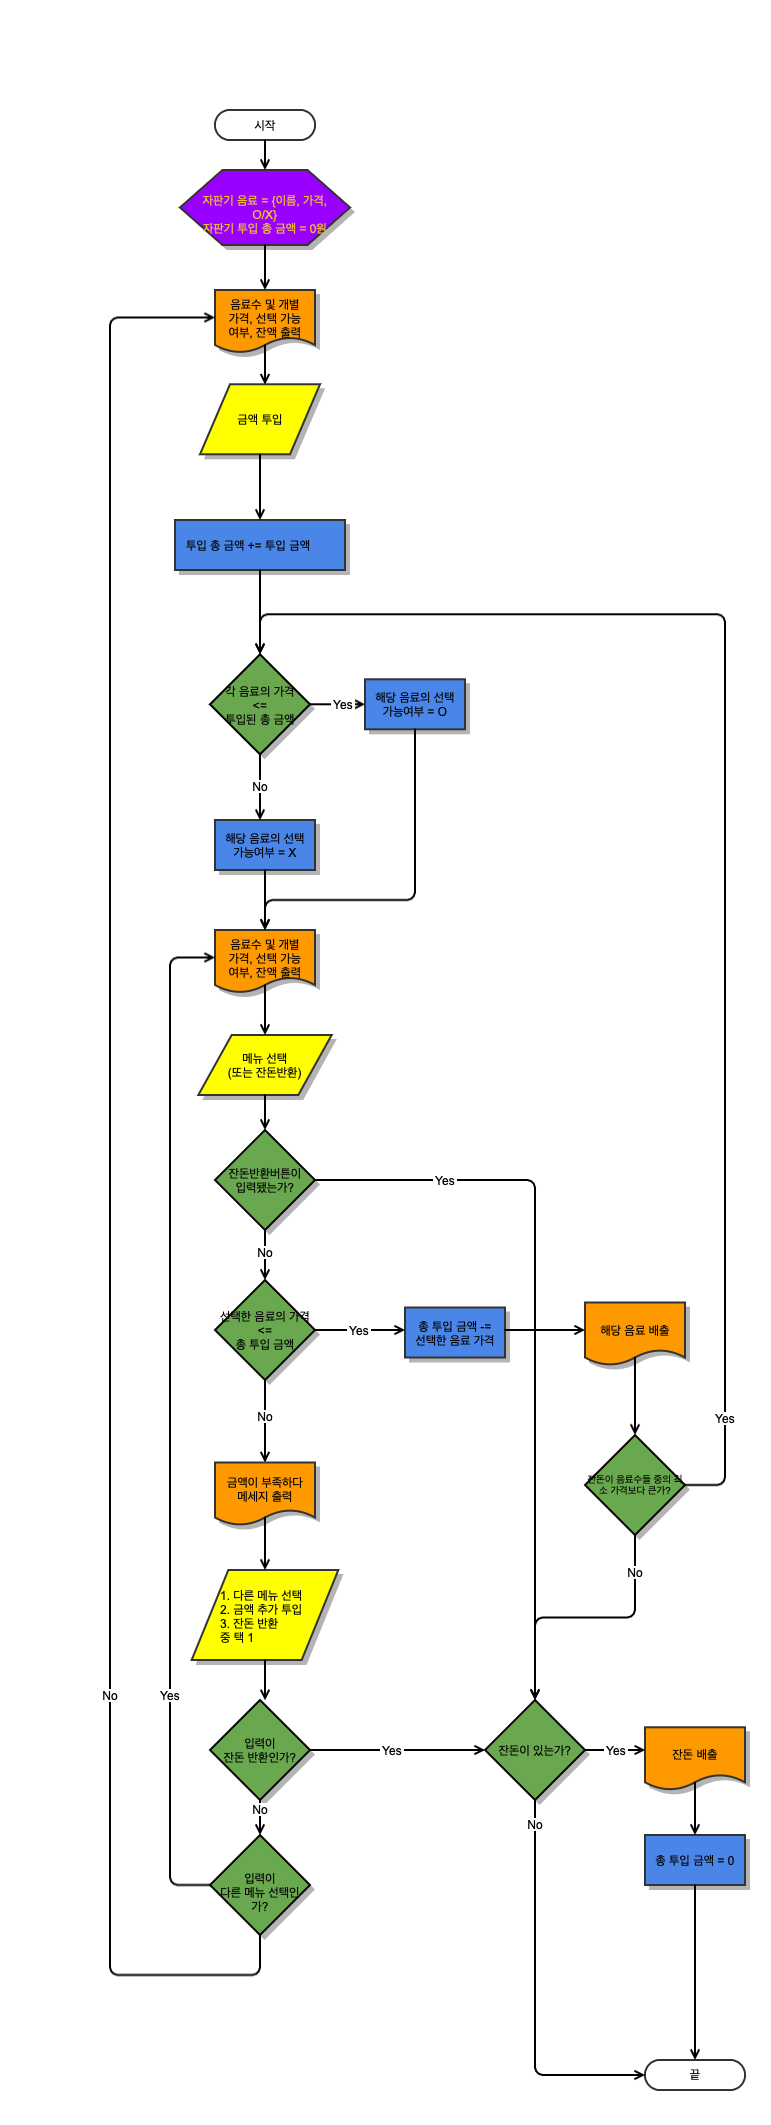 시작
자판기 음료 = {이름, 가격,
O/X}
자판기 투입 총 금액 = 0원
음료수 및 개별
가격, 선택 가능
여부, 잔액 출력
금액 투입
투입 총 금액 += 투입 금액
각 음료의 가격
<=
투입된 총 금액
Yes
해당 음료의 선택
가능여부 = O
No
해당 음료의 선택
가능여부 = X
음료수 및 개별
가격, 선택 가능
여부, 잔액 출력
메뉴 선택
(또는 잔돈반환)
잔돈반환버튼이
입력됐는가?
Yes
No
선택한 음료의 가격
<=
총 투입 금액
Yes
총 투입 금액 -=
선택한 음료 가격
해당 음료 배출
No
Yes
금액이 부족하다
메세지 출력
잔돈이 음료수들 중의 최
소 가격보다 큰가?
No
1. 다른 메뉴 선택
2. 금액 추가 투입
3. 잔돈 반환
중 택 1
No
Yes
입력이
잔돈 반환인가?
Yes
잔돈이 있는가?
Yes
잔돈 배출
No
No
입력이
다른 메뉴 선택인
가?
총 투입 금액 = 0
끝